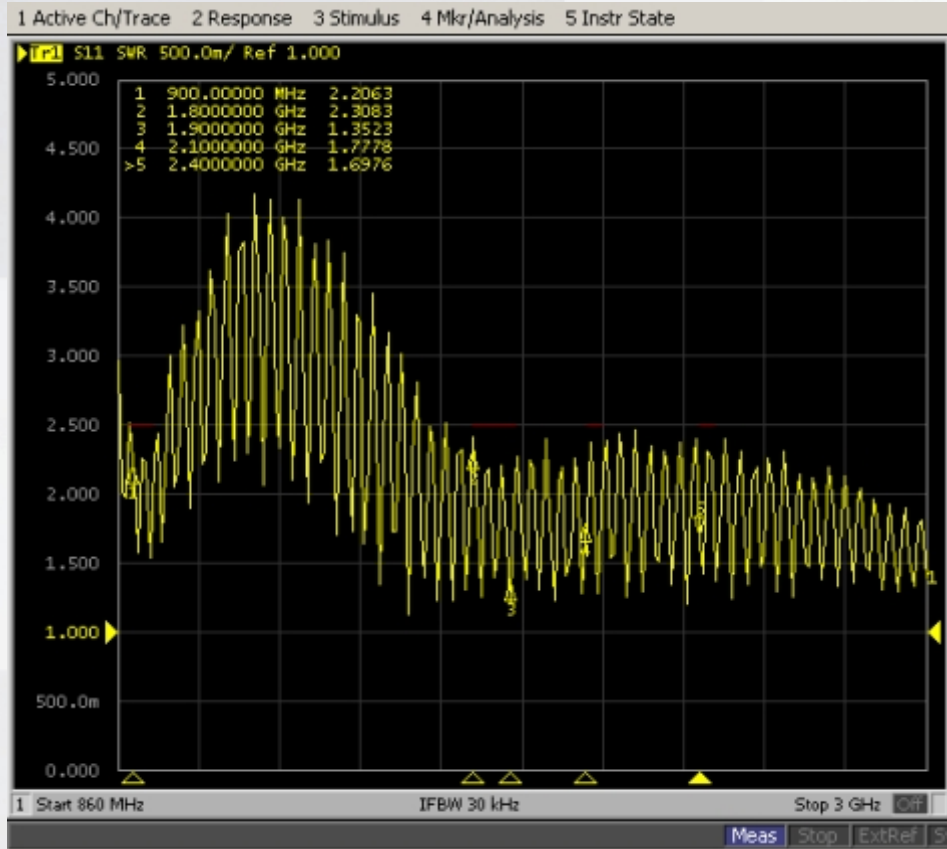 1 Active Ch/Trace 2 Response 3 Stimulus 4 Mkr/Analysis 5 Instr State
Tr1 S11 SWR 500.0m/ Ref 1.000
5.000
1 900.00000 MHz 2.2063
2 1.8000000 GHz 2.3083
3 1.9000000 GHz 1.3523
4 2.1000000 GHz 1.7778
>5 2.4000000 GHz 1.6976
4.500
4.000
3.500
3.000
2.500
2.000
1.500
1.000
500.0m
0.000
1 Start 860 MHz IFBW 30 kHz Stop 3 GHz Off
Meas Stop ExtRef S